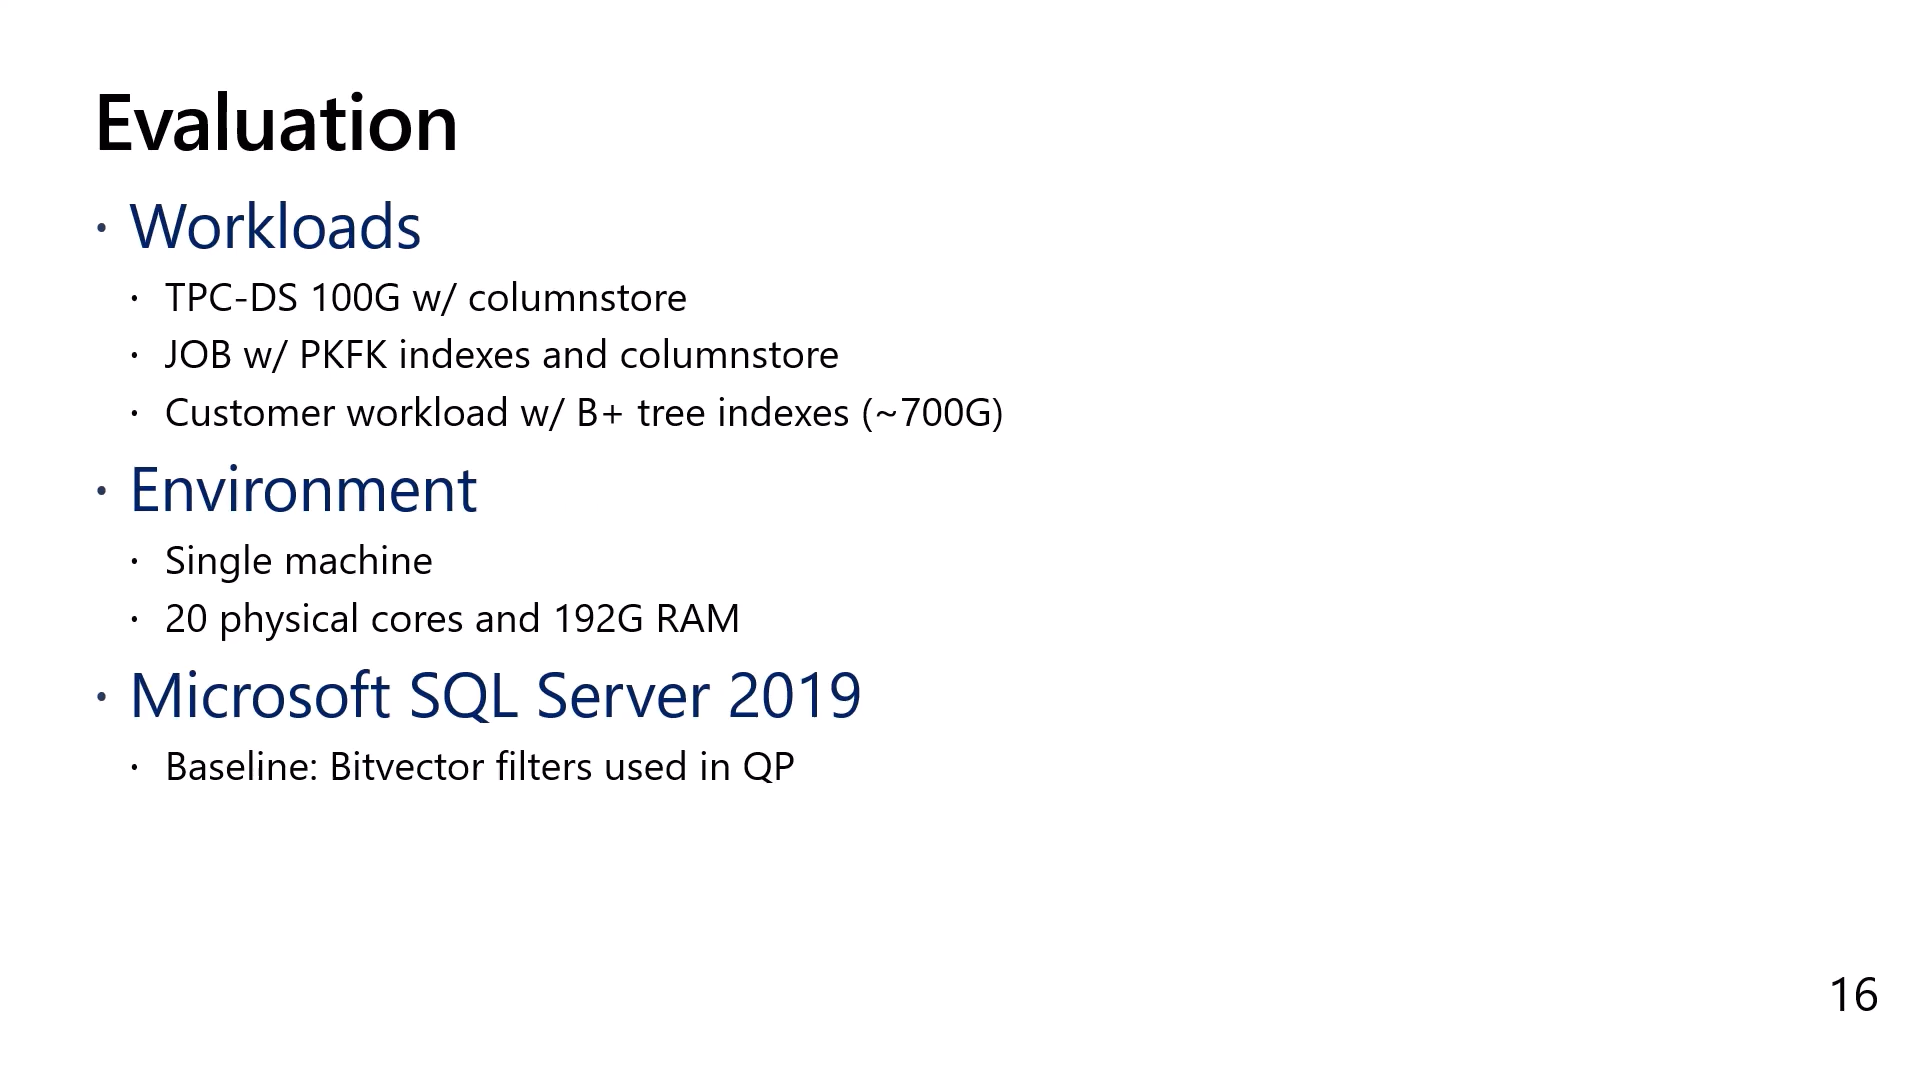 Evaluation
· Workloads
· TPC-DS 100G w/ columnstore
· JOB w/ PKFK indexes and columnstore
· Customer workload w/ B+ tree indexes (~700G)
· Environment
· Single machine
· 20 physical cores and 192G RAM
· Microsoft SQL Server 2019
· Baseline: Bitvector filters used in QP
16